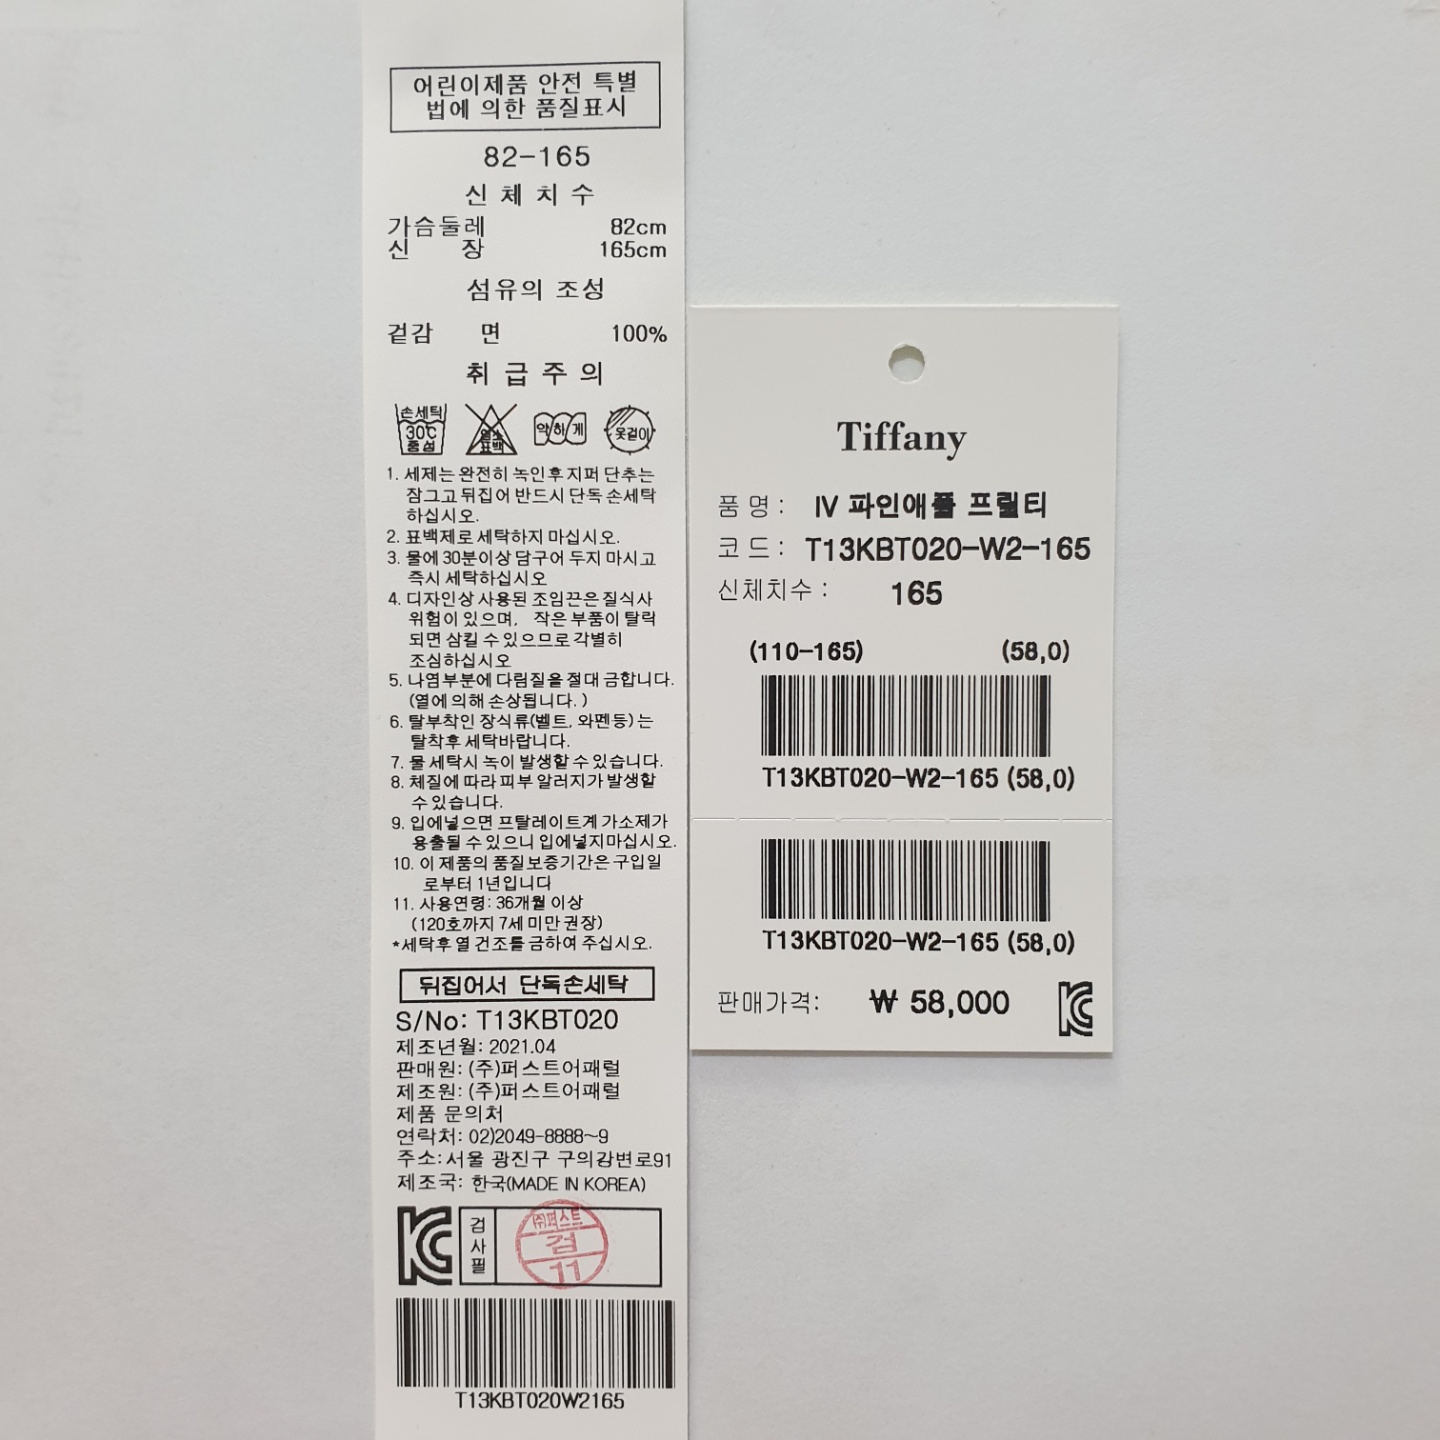 어린이제품 안전 특별
법에 의한 품질표시
82-165
신 체 치 수
가슴둘레 82cm
신 장 165cm
섬유의 조성
겉감 면 100%
취 급 주 의
손세탁
30℃
중성
염소
표백
약하게
옷걸이
1. 세제는 완전히 녹인후 지퍼 단추는
잠그고 뒤집어 반드시 단독 손세탁
하십시오.
2. 표백제로 세탁하지 마십시오.
3. 물에 30분이상 담구어 두지 마시고
즉시 세탁하십시오
4. 디자인상 사용된 조임끈은 질식사
위험이 있으며, 작은 부품이 탈락
되면 삼킬 수 있으므로 각별히
조심하십시오
5. 나염부분에 다림질을 절대 금합니다.
(열에 의해 손상됩니다. )
6. 탈부착인 장식류(벨트, 와펜등) 는
탈착후 세탁바랍니다.
7. 물 세탁시 녹이 발생할 수 있습니다.
8. 체질에 따라 피부 알러지가 발생할
수 있습니다.
9. 입에넣으면 프탈레이트계 가소제가
용출될 수 있으니 입에넣지마십시오.
10. 이 제품의 품질보증기간은 구입일
로부터 1년입니다
11. 사용연령: 36개월 이상
(120호까지 7세 미만 권장)
*세탁후 열 건조를 금하여 주십시오.
뒤집어서 단독손세탁
S/No: T13KBT020
제조년월: 2021.04
판매원: (주)퍼스트어패럴
제조원: (주)퍼스트어패럴
제품 문의처
연락처: 02)2049-8888~9
주소: 서울 광진구 구의강변로91
제조국: 한국(MADE IN KOREA)
KC
검사필
㈜퍼스트
검
11
T13KBT020W2165
Tiffany
품 명 : IV 파인애플 프릴티
코 드 : T13KBT020-W2-165
신체치수 : 165
(110-165) (58,0)
T13KBT020-W2-165 (58,0)
T13KBT020-W2-165 (58,0)
판매가격: ₩ 58,000 KC